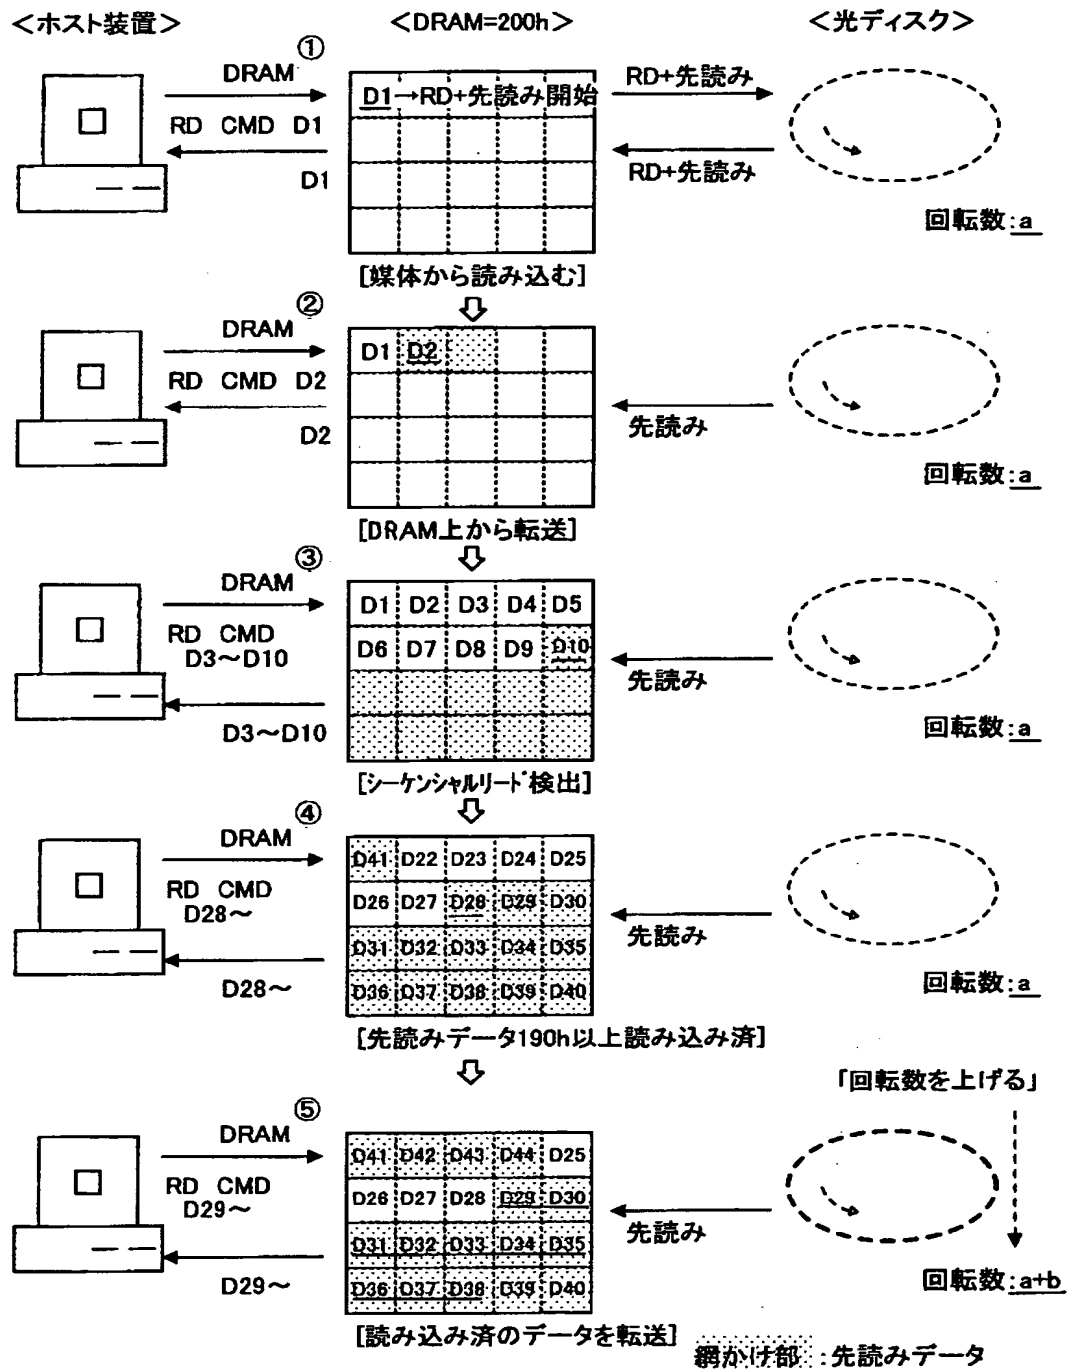 ＜ホスト装置＞ ＜DRAM=200h＞ ＜光ディスク＞
①
DRAM
RD CMD D1
D1
D1→RD+先読み開始
RD+先読み
RD+先読み
回転数:a
[媒体から読み込む]
②
DRAM
RD CMD D2
D2
D1 D2
先読み
回転数:a
[DRAM上から転送]
③
DRAM
RD CMD
D3～D10
D3～D10
D1 D2 D3 D4 D5
D6 D7 D8 D9 D10
先読み
回転数:a
[シーケンシャルリード検出]
④
DRAM
RD CMD
D28～
D28～
D41 D22 D23 D24 D25
D26 D27 D28 D29 D30
D31 D32 D33 D34 D35
D36 D37 D38 D39 D40
先読み
回転数:a
[先読みデータ190h以上読み込み済]
「回転数を上げる」
⑤
DRAM
RD CMD
D29～
D29～
D41 D42 D43 D44 D25
D26 D27 D28 D29 D30
D31 D32 D33 D34 D35
D36 D37 D38 D39 D40
先読み
回転数:a+b
[読み込み済のデータを転送]
網かけ部:先読みデータ